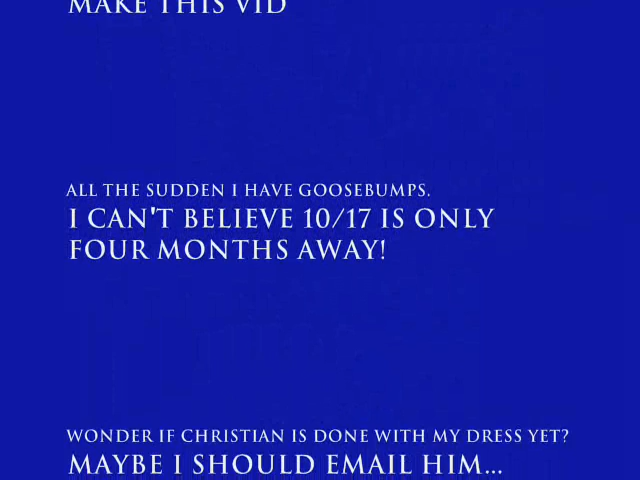 MAKE THIS VID
ALL THE SUDDEN I HAVE GOOSEBUMPS.
I CAN'T BELIEVE 10/17 IS ONLY
FOUR MONTHS AWAY!
WONDER IF CHRISTIAN IS DONE WITH MY DRESS YET?
MAYBE I SHOULD EMAIL HIM...